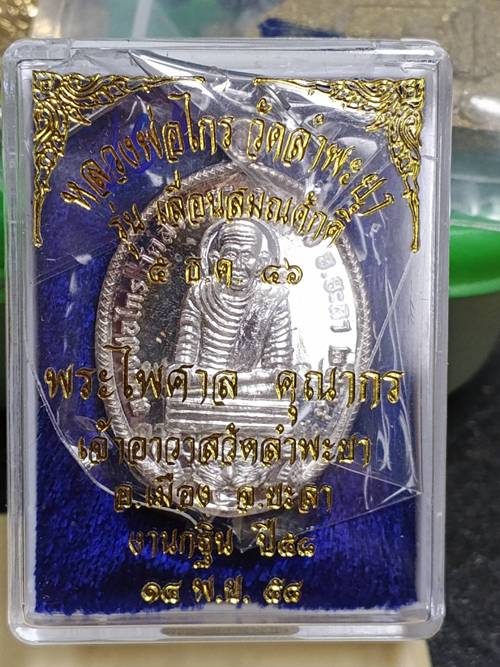 หลวงพ่อไกร วัดลำพะยา
รุ่น เลื่อนสมณศักดิ์
๕ ธ.ค. ๔๖
พระไพศาล คุณากร
เจ้าอาวาสวัดลำพะยา
อ.เมือง จ.ยะลา
งานกฐิน ปี๕๔
๑๙ พ.ย. ๕๔